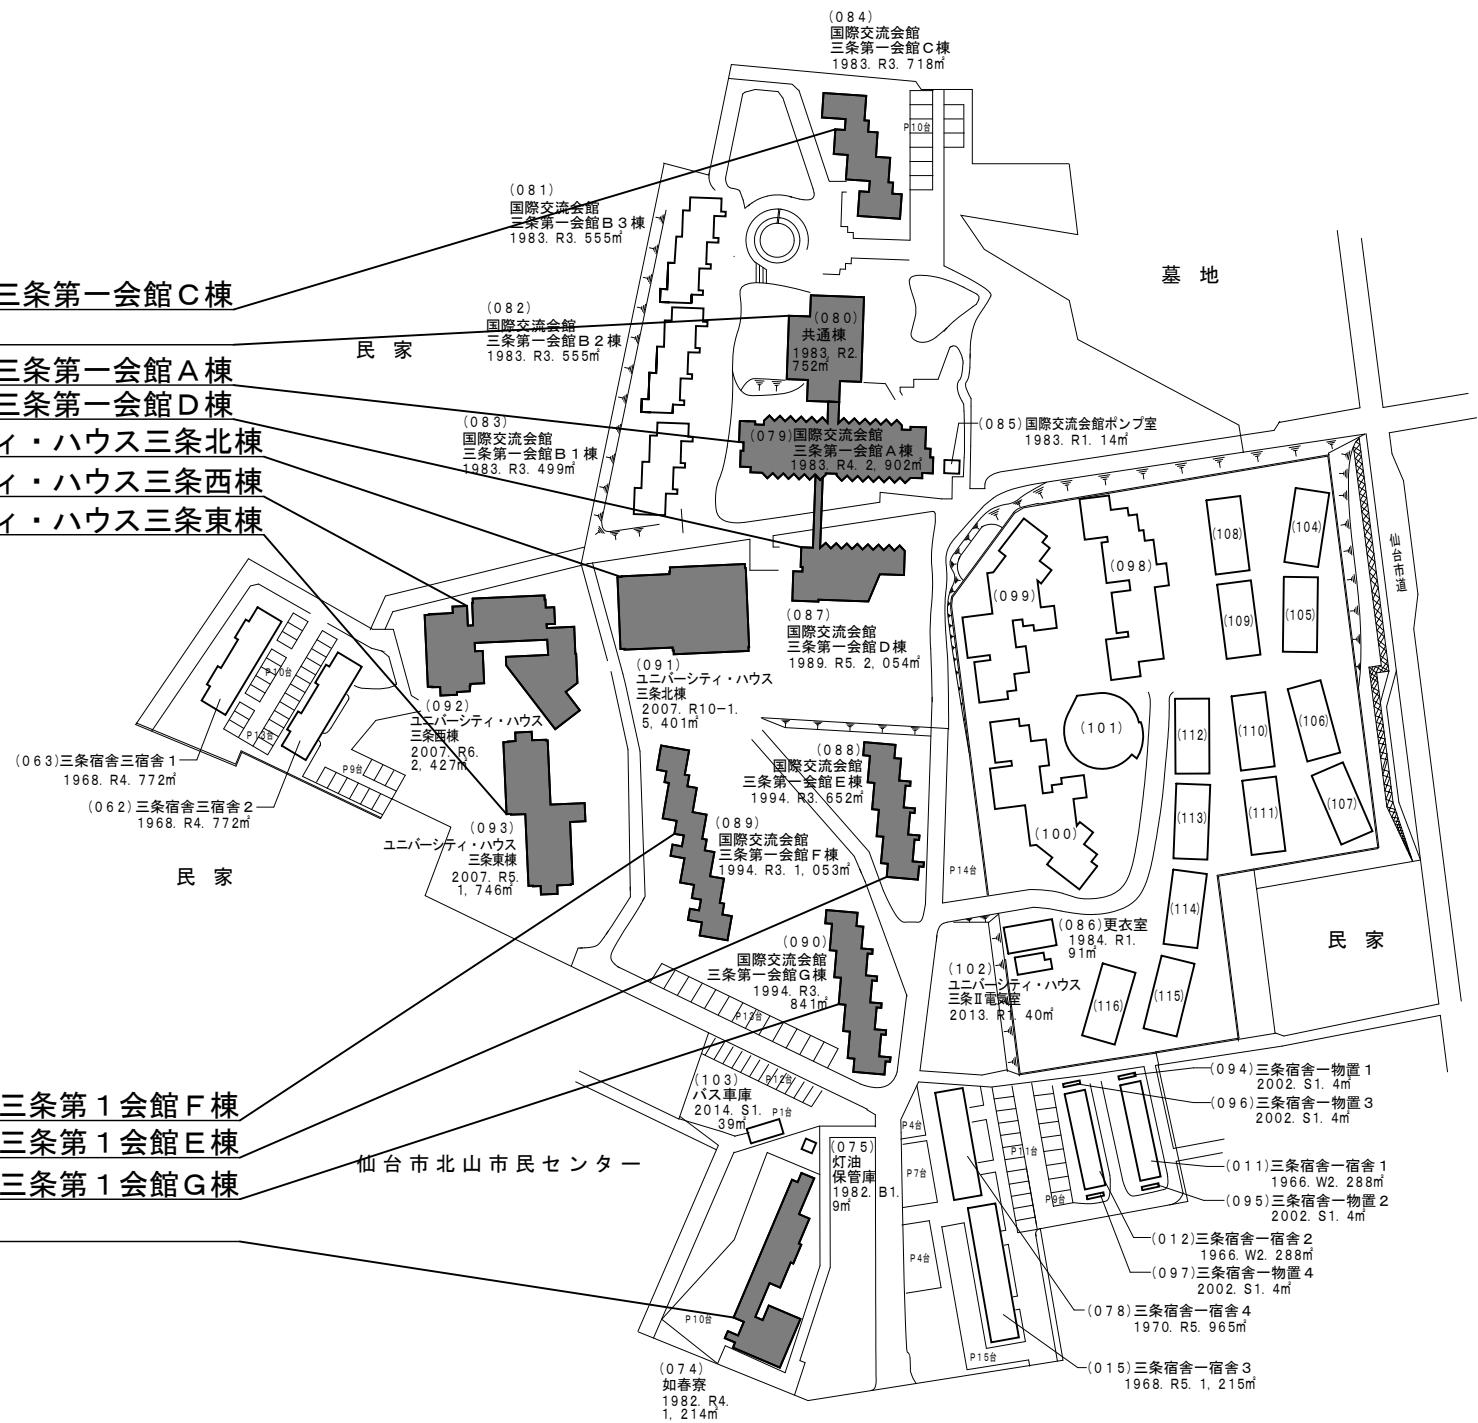 (084)
国際交流会館
三条第一会館C棟
1983. R3. 718㎡
P10台
(081)
国際交流会館
三条第一会館B3棟
1983. R3. 555㎡
墓 地
三条第一会館C棟
(082)
国際交流会館
三条第一会館B2棟
1983. R3. 555㎡
民 家
(080)
共通棟
1983. R2.
752㎡
三条第一会館A棟
三条第一会館D棟
(083)
国際交流会館
三条第一会館B1棟
1983. R3. 499㎡
(079)国際交流会館
三条第一会館A棟
1983. R4. 2, 902㎡
(085)国際交流会館ポンプ室
1983. R1. 14㎡
ィ・ハウス三条北棟
ィ・ハウス三条西棟
ィ・ハウス三条東棟
(108)
(104)
仙台市道
(098)
(099)
(109)
(105)
(087)
国際交流会館
三条第一会館D棟
1989. R5. 2, 054㎡
(091)
ユニバーシティ・ハウス
三条北棟
2007. R10-1.
5, 401㎡
P10台
P13台
P9台
(092)
ユニバーシティ・ハウス
三条西棟
2007. R6.
2, 427㎡
(063)三条宿舎三宿舎1
1968. R4. 772㎡
(062)三条宿舎三宿舎2
1968. R4. 772㎡
(101)
(112)
(110)
(106)
(088)
国際交流会館
三条第一会館E棟
1994. R3. 652㎡
(093)
ユニバーシティ・ハウス
三条東棟
2007. R5.
1, 746㎡
(089)
国際交流会館
三条第一会館F棟
1994. R3. 1, 053㎡
(100)
(113)
(111)
(107)
P14台
民 家
(114)
(090)
国際交流会館
三条第一会館G棟
1994. R3.
841㎡
(086)更衣室
1984. R1.
91㎡
民 家
(102)
ユニバーシティ・ハウス
三条Ⅱ電気室
2013. R1. 40㎡
(116)
(115)
P13台
P12台
(103)
バス車庫
2014. S1.
39㎡
P1台
三条第1会館F棟
三条第1会館E棟
三条第1会館G棟
仙台市北山市民センター
(075)
灯油
保管庫
1982. B1.
9㎡
P4台
P7台
P4台
P11台
P9台
P15台
(094)三条宿舎一物置1
2002. S1. 4㎡
(096)三条宿舎一物置3
2002. S1. 4㎡
(011)三条宿舎一宿舎1
1966. W2. 288㎡
(095)三条宿舎一物置2
2002. S1. 4㎡
(012)三条宿舎一宿舎2
1966. W2. 288㎡
(097)三条宿舎一物置4
2002. S1. 4㎡
(078)三条宿舎一宿舎4
1970. R5. 965㎡
(015)三条宿舎一宿舎3
1968. R5. 1, 215㎡
P10台
(074)
如春寮
1982. R4.
1, 214㎡